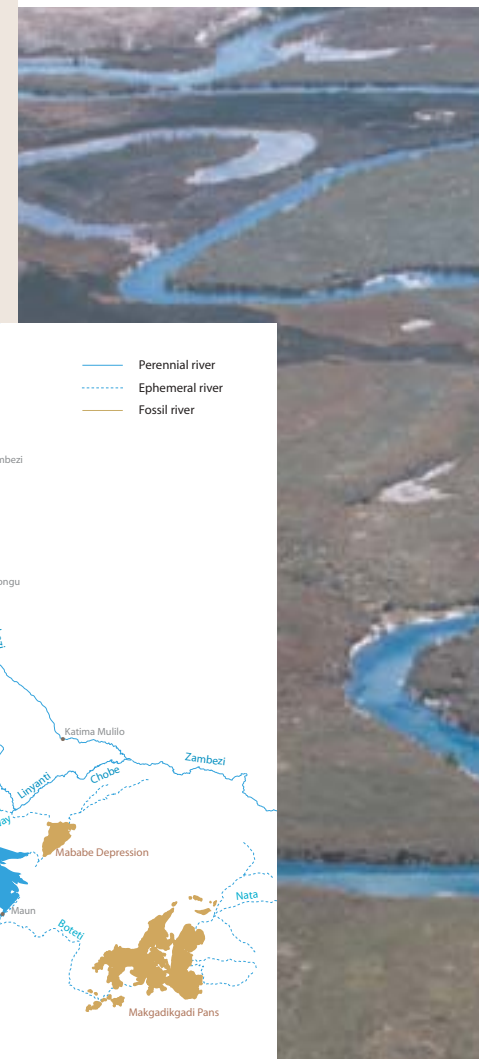 Perennial river
Ephemeral river
Fossil river
Katima Mulilo
Zambezi
Linyanti
Chobe
Mababe Depression
Maun
Nata
Boteti
Makgadikgadi Pans